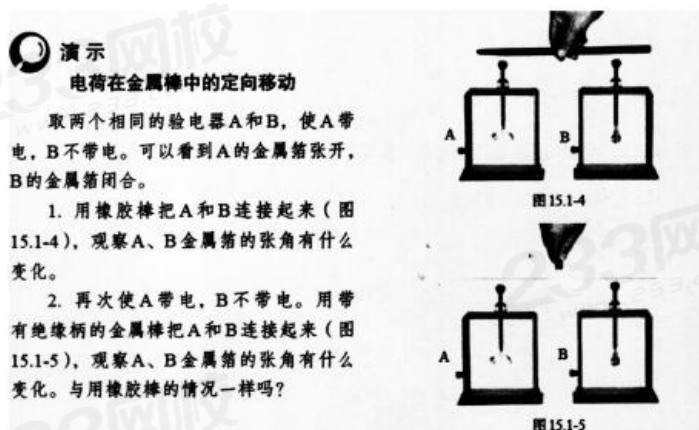 演示
电荷在金属棒中的定向移动
取两个相同的验电器A和B，使A带
电，B不带电。可以看到A的金属箔张开，
B的金属箔闭合。
1. 用橡胶棒把A和B连接起来（图
15.1-4），观察A、B金属箔的张角有什么
变化。
2. 再次使A带电，B不带电。用带
有绝缘柄的金属棒把A和B连接起来（图
15.1-5），观察A、B金属箔的张角有什么
变化。与用橡胶棒的情况一样吗？
A
B
图15.1-4
A
B
图15.1-5
233网校